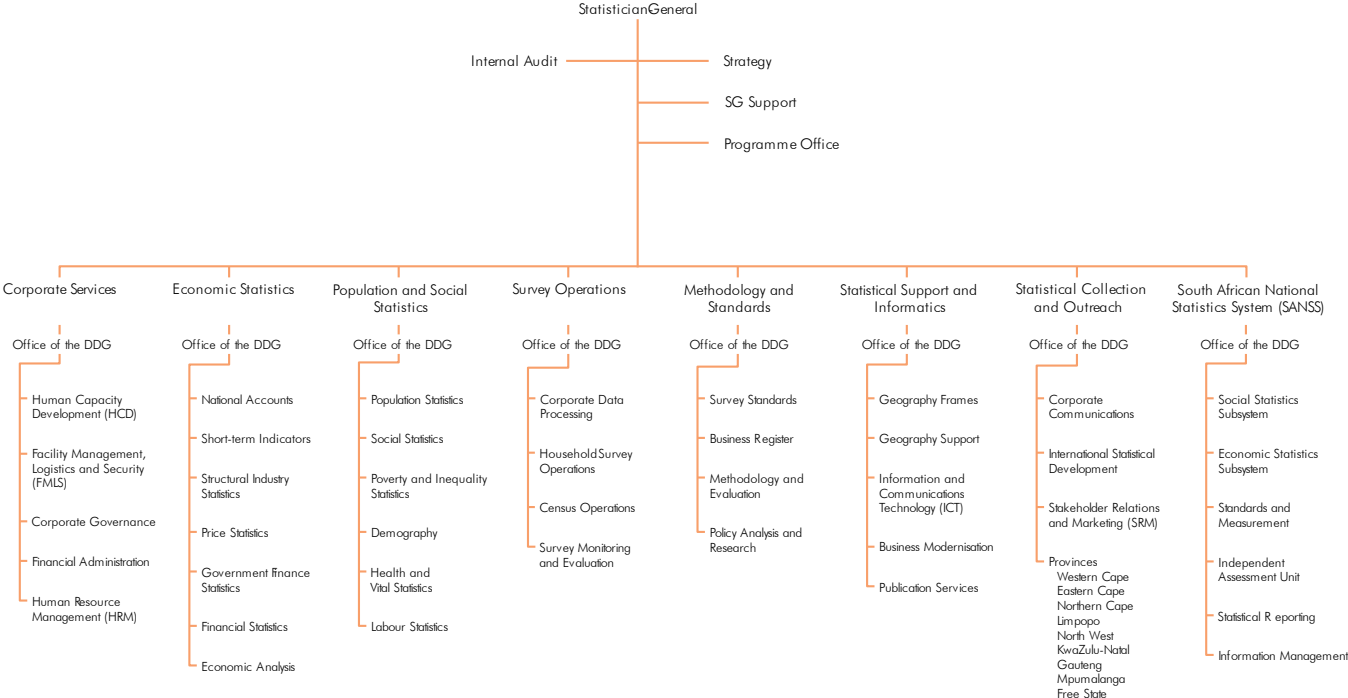 Statistician-General
Internal Audit
Strategy
SG Support
Programme Office
Corporate Services
Office of the DDG
Human Capacity
Development (HCD)
Facility Management,
Logistics and Security
(FMLS)
Corporate Governance
Financial Administration
Human Resource
Management (HRM)
Economic Statistics
Office of the DDG
National Accounts
Short-term Indicators
Structural Industry
Statistics
Price Statistics
Government Finance
Statistics
Financial Statistics
Economic Analysis
Population and Social
Statistics
Office of the DDG
Population Statistics
Social Statistics
Poverty and Inequality
Statistics
Demography
Health and
Vital Statistics
Labour Statistics
Survey Operations
Office of the DDG
Corporate Data
Processing
Household Survey
Operations
Census Operations
Survey Monitoring
and Evaluation
Methodology and
Standards
Office of the DDG
Survey Standards
Business Register
Methodology and
Evaluation
Policy Analysis and
Research
Statistical Support and
Informatics
Office of the DDG
Geography Frames
Geography Support
Information and
Communications
Technology (ICT)
Business Modernisation
Publication Services
Statistical Collection
and Outreach
Office of the DDG
Corporate
Communications
International Statistical
Development
Stakeholder Relations
and Marketing (SRM)
Provinces
Western Cape
Eastern Cape
Northern Cape
Limpopo
North West
KwaZulu-Natal
Gauteng
Mpumalanga
Free State
South African National
Statistics System (SANSS)
Office of the DDG
Social Statistics
Subsystem
Economic Statistics
Subsystem
Standards and
Measurement
Independent
Assessment Unit
Statistical R eporting
Information Management